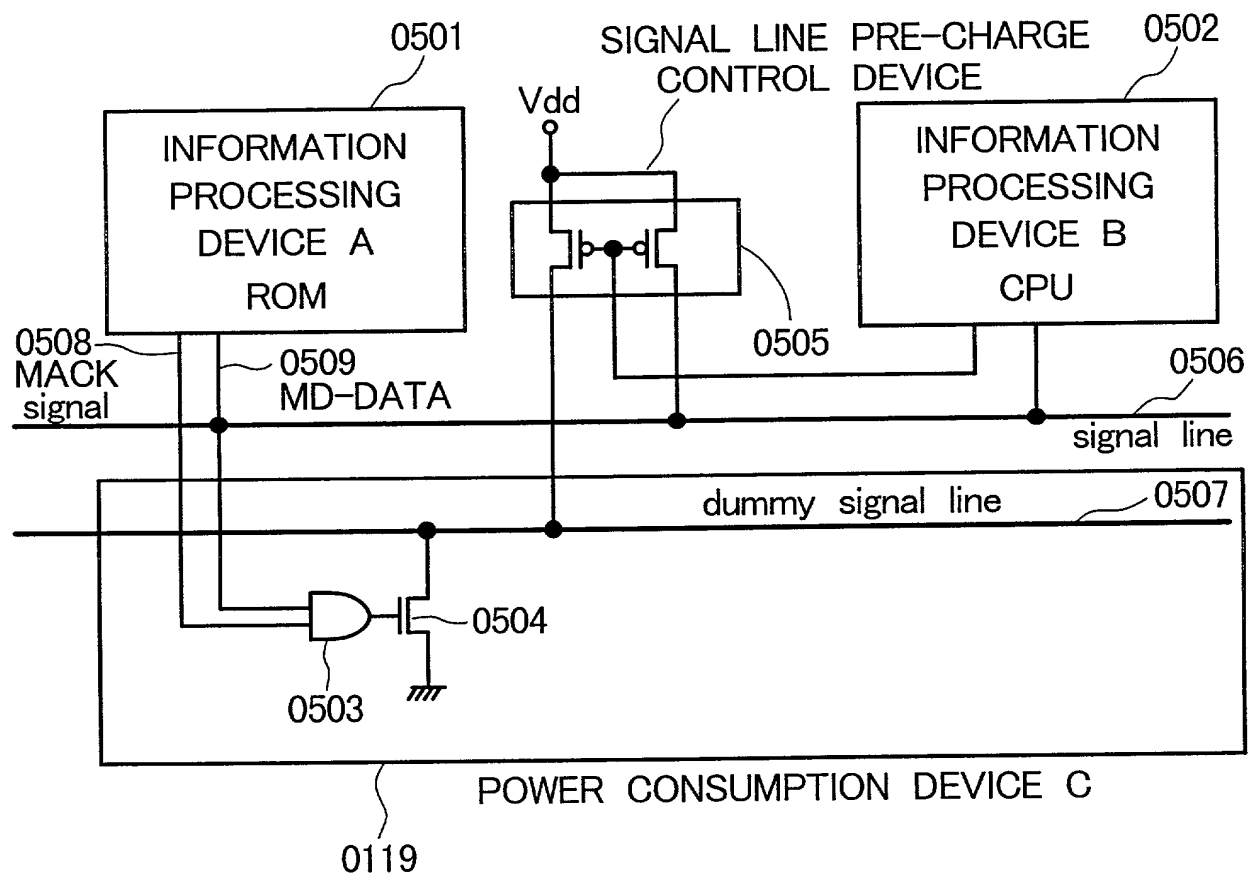 0501
SIGNAL LINE PRE-CHARGE
CONTROL DEVICE
0502
Vdd
INFORMATION
PROCESSING
DEVICE A
ROM
INFORMATION
PROCESSING
DEVICE B
CPU
0505
0508
MACK
signal
0509
MD-DATA
0506
signal line
dummy signal line
0507
0504
0503
POWER CONSUMPTION DEVICE C
0119